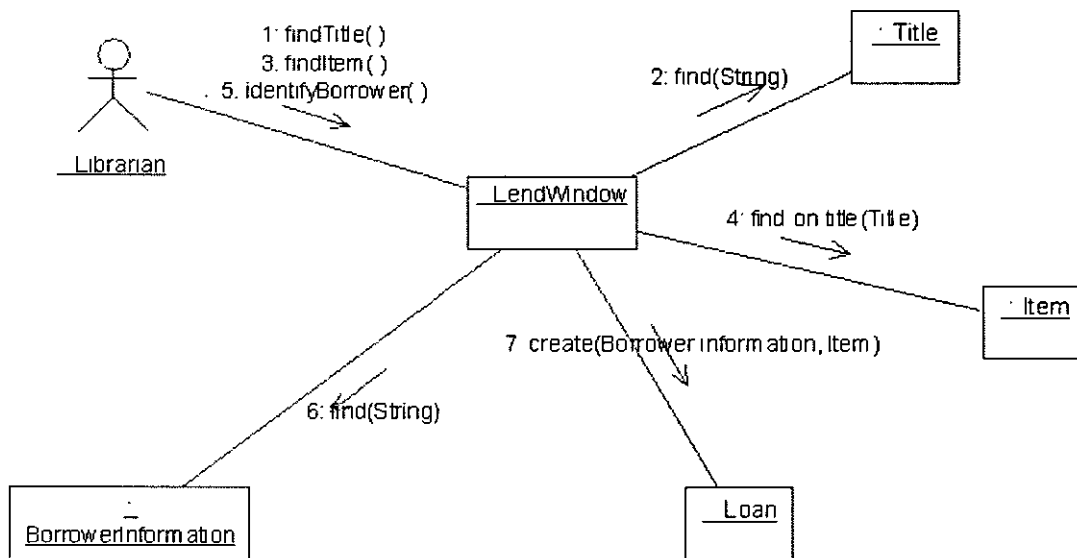 1: findTitle( )
3. findItem( )
5. identifyBorrower( )
Librarian
: Title
2: find(String)
LendWindow
4: find on title(Title)
: Item
7 create(Borrower information, Item)
6: find(String)
:
BorrowerInformation
Loan